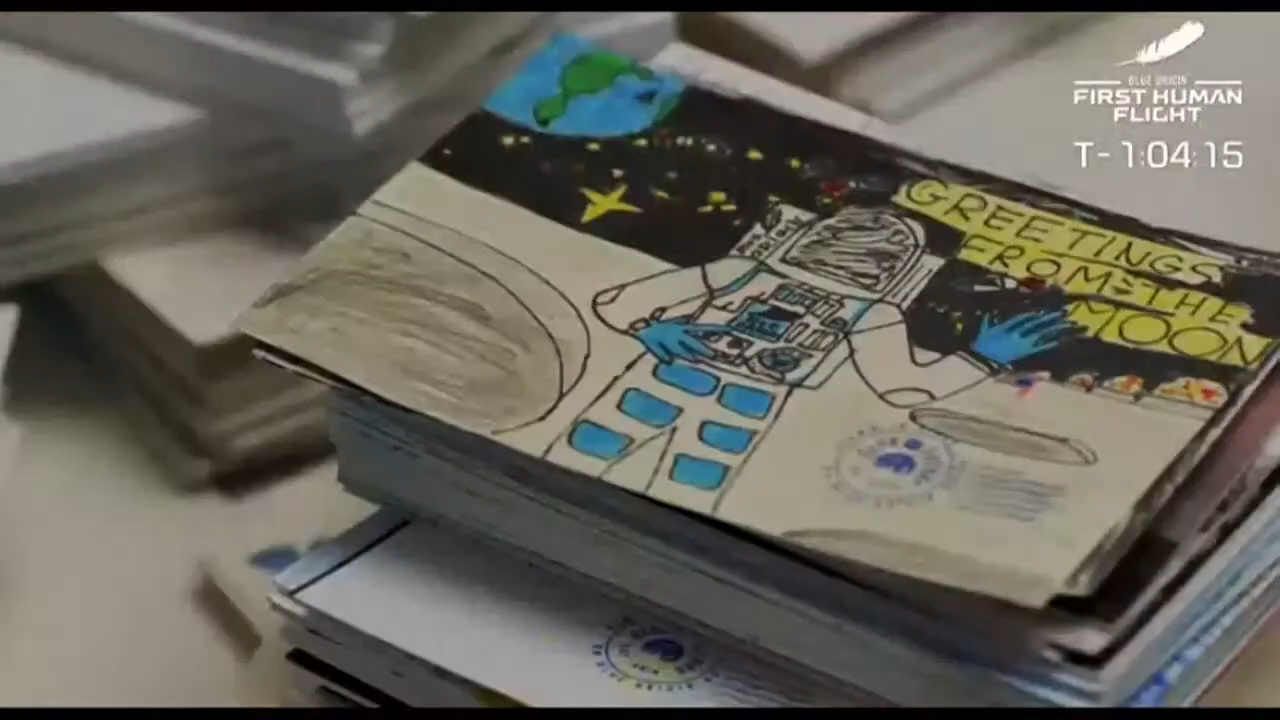 BLUE ORIGIN
FIRST HUMAN
FLIGHT
T- 1:04:15
GREETINGS
FROM THE
MOON